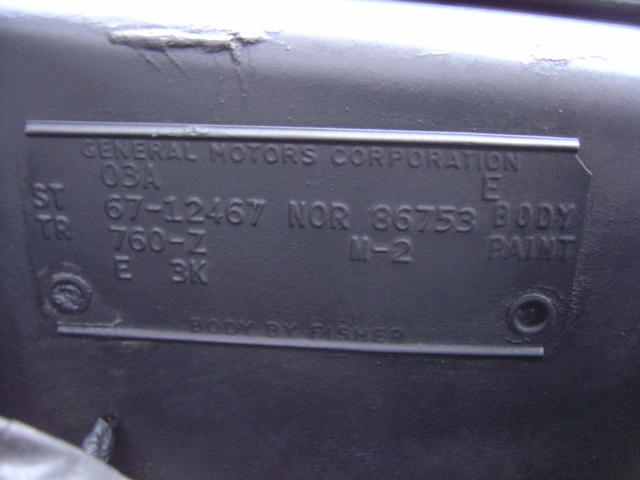 GENERAL MOTORS CORPORATION
03A E
ST 67-12467 NOR 86753 BODY
TR 760-Z M-2 PAINT
E 3K
BODY BY FISHER